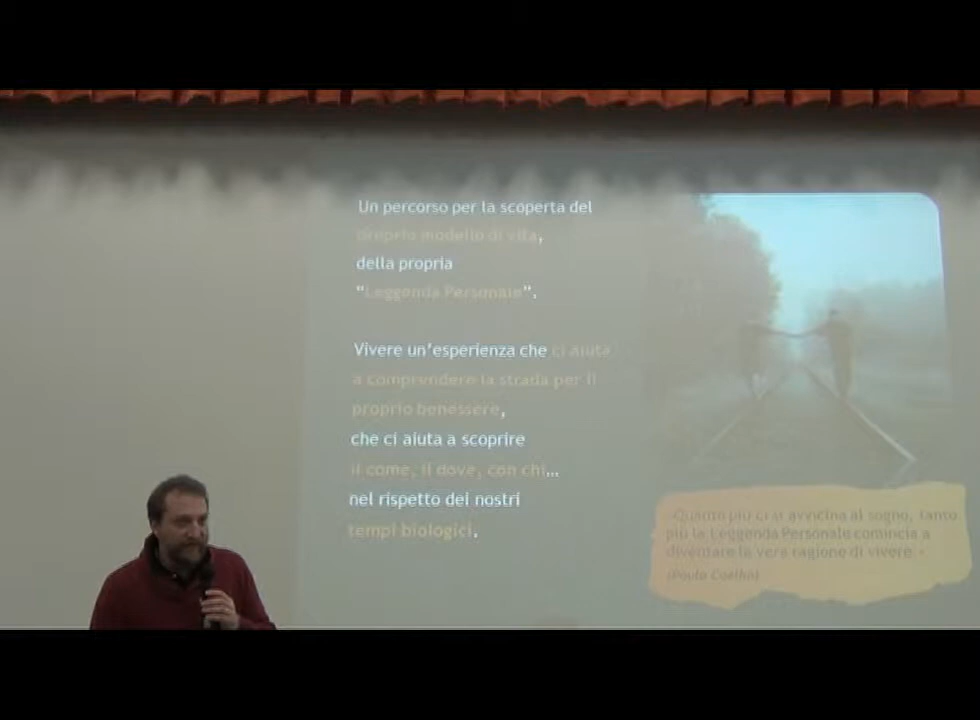 Un percorso per la scoperta del
proprio modello di vita,
della propria
"Leggenda Personale".
Vivere un'esperienza che ci aiuta
a comprendere la strada per il
proprio benessere,
che ci aiuta a scoprire
il come, il dove, con chi...
nel rispetto dei nostri
tempi biologici.
«Quanto più ci si avvicina al sogno, tanto
più la Leggenda Personale comincia a
diventare la vera ragione di vivere.»
(Paulo Coelho)